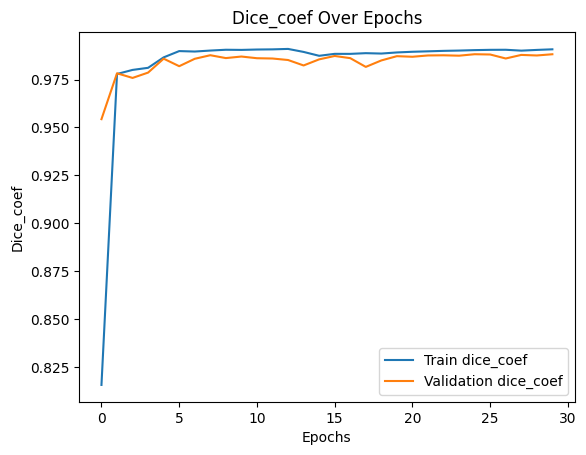 Dice_coef Over Epochs
0.975
0.950
0.925
0.900
0.875
0.850
0.825
Dice_coef
0
5
10
15
20
25
30
Epochs
Train dice_coef
Validation dice_coef